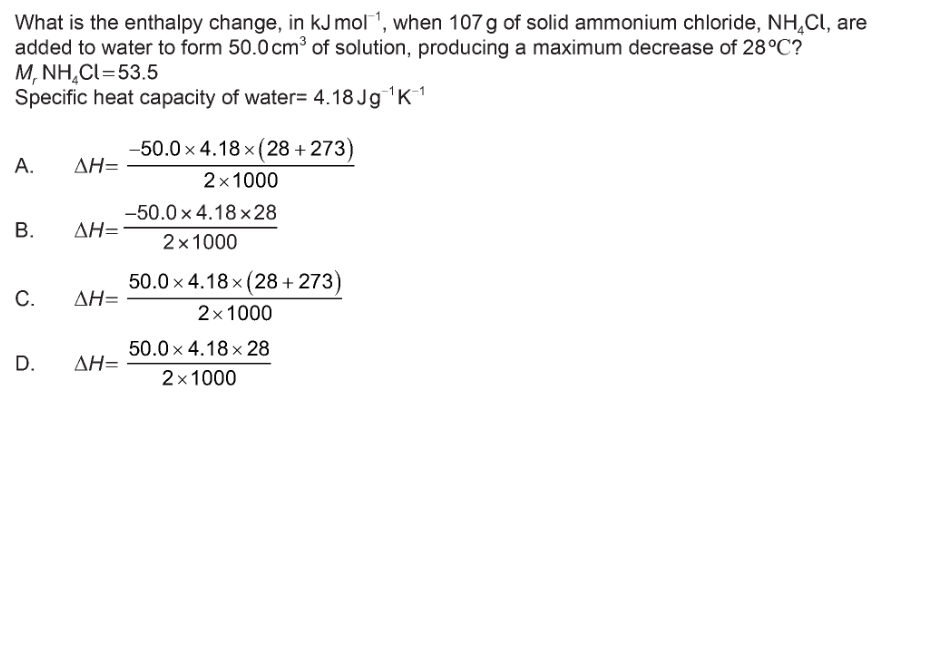 What is the enthalpy change, in kJ mol⁻¹, when 107 g of solid ammonium chloride, NH₄Cl, are
added to water to form 50.0 cm³ of solution, producing a maximum decrease of 28 °C?
Mᵣ NH₄Cl=53.5
Specific heat capacity of water= 4.18 J g⁻¹K⁻¹
A. ΔH= −50.0 × 4.18 × (28 + 273)
2 × 1000
B. ΔH= −50.0 × 4.18 × 28
2 × 1000
C. ΔH= 50.0 × 4.18 × (28 + 273)
2 × 1000
D. ΔH= 50.0 × 4.18 × 28
2 × 1000